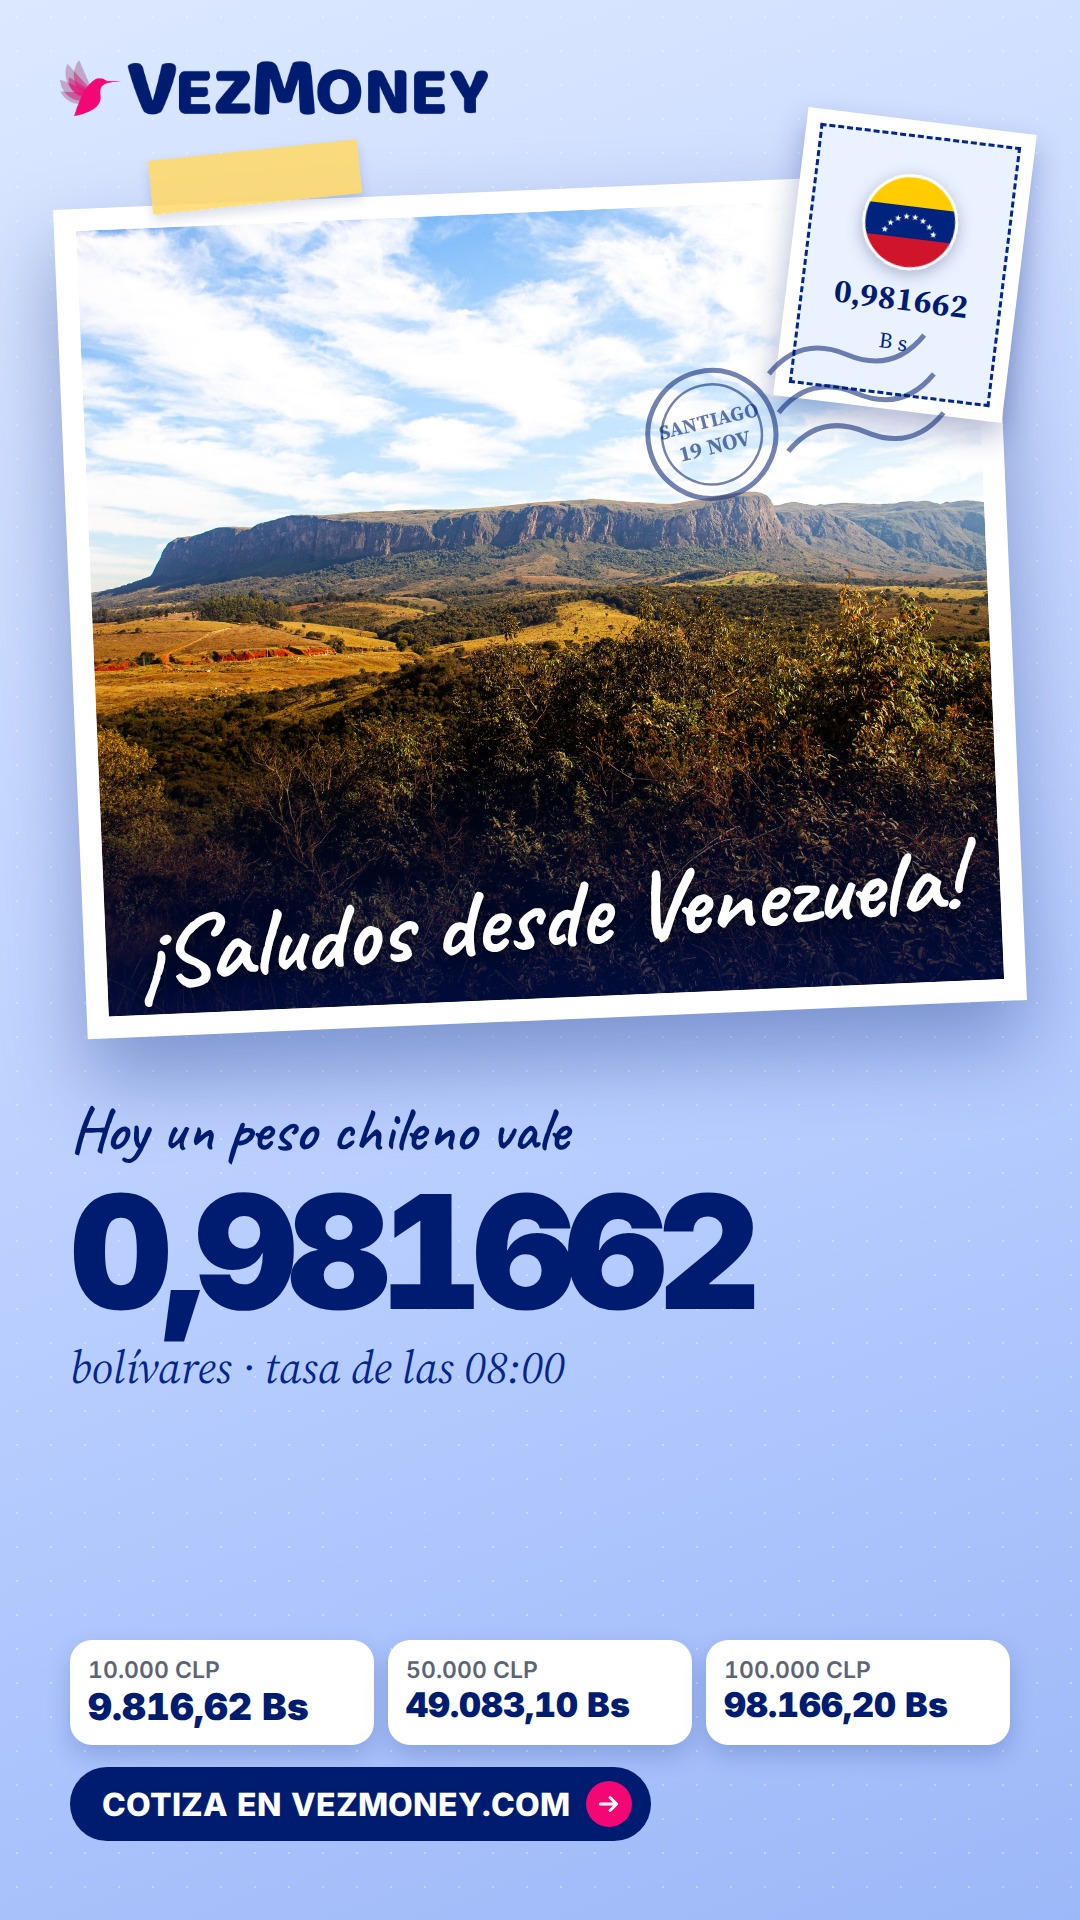 VEZMONEY
0,981662
Bs
SANTIAGO
19 NOV
¡Saludos desde Venezuela!
Hoy un peso chileno vale
0,981662
bolívares · tasa de las 08:00
10.000 CLP
9.816,62 Bs
50.000 CLP
49.083,10 Bs
100.000 CLP
98.166,20 Bs
COTIZA EN VEZMONEY.COM